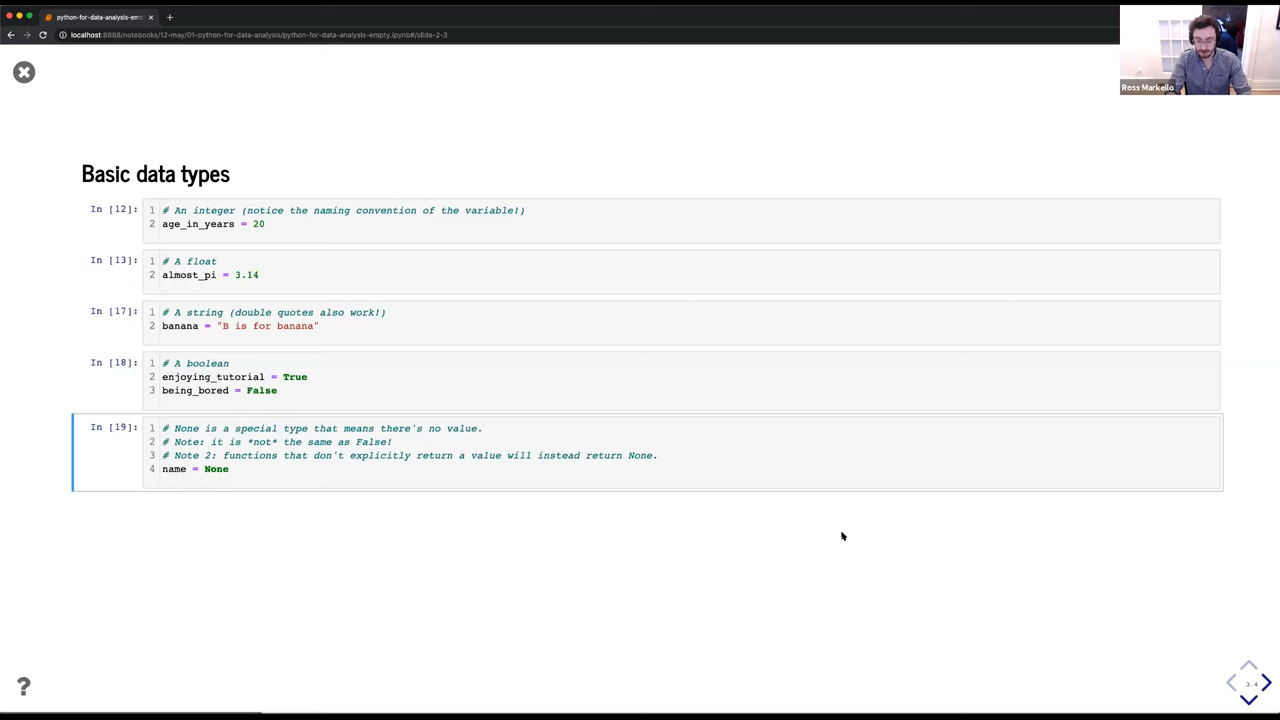 python-for-data-analysis-emp
localhost:8888/notebooks/12-may/01-python-for-data-analysis/python-for-data-analysis-empty.ipynb#/slide-2-3
Ross Markello
Basic data types
In [12]:
1 # An integer (notice the naming convention of the variable!)
2 age_in_years = 20
In [13]:
1 # A float
2 almost_pi = 3.14
In [17]:
1 # A string (double quotes also work!)
2 banana = "B is for banana"
In [18]:
1 # A boolean
2 enjoying_tutorial = True
3 being_bored = False
In [19]:
1 # None is a special type that means there's no value.
2 # Note: it is *not* the same as False!
3 # Note 2: functions that don't explicitly return a value will instead return None.
4 name = None
?
3.4